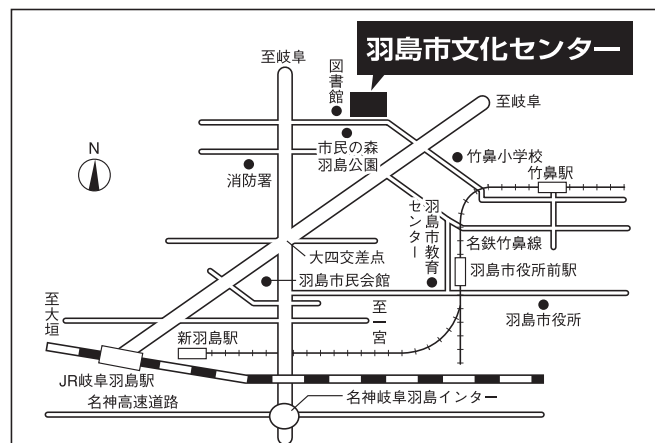 羽島市文化センター
至岐阜
図書館
至岐阜
N
市民の森
羽島公園
竹鼻小学校
消防署
竹鼻駅
羽島市教育
センター
名鉄竹鼻線
大四交差点
羽島市民会館
羽島市役所前駅
至大垣
至一宮
羽島市役所
新羽島駅
JR岐阜羽島駅
名神高速道路
名神岐阜羽島インター